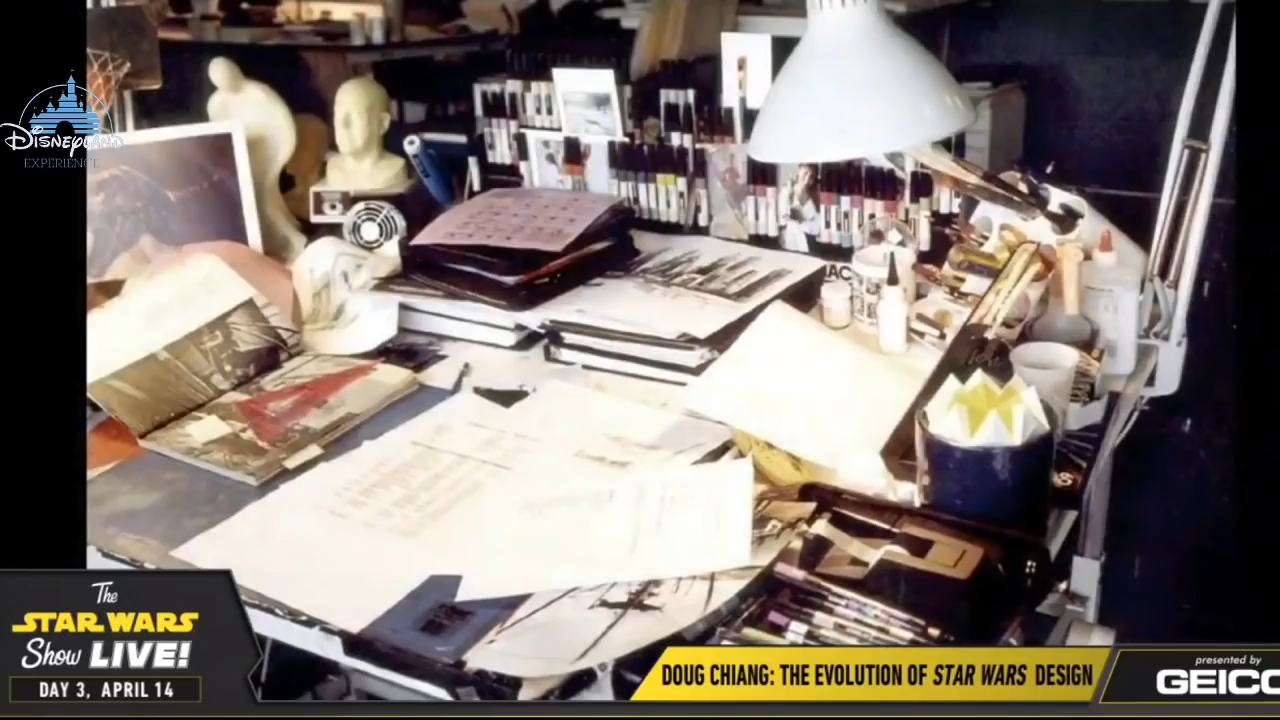 DISNEYLAND
EXPERIENCE
The
STAR WARS
Show LIVE!
DAY 3, APRIL 14
DOUG CHIANG: THE EVOLUTION OF STAR WARS DESIGN
presented by
GEICO